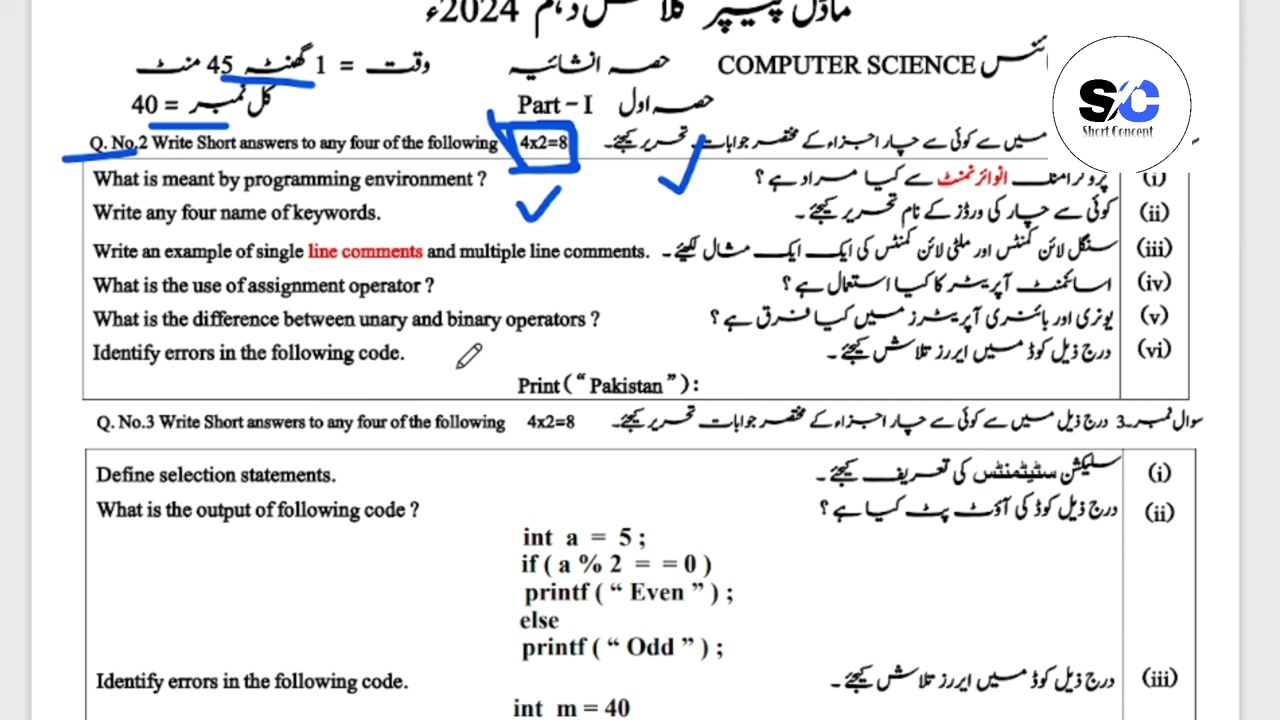 ماڈل پیپر کلاس دہم 2024ء
COMPUTER SCIENCE حصہ انشائیہ وقت = 1 گھنٹہ 45 منٹ
حصہ اول Part – I کل نمبر = 40
Q. No.2 Write Short answers to any four of the following 4x2=8 میں سے کوئی سے چار اجزاء کے مختصر جوابات تحریر کیجئے۔
SC
Short Concept
What is meant by programming environment ? پروگرامنگ انوائرنمنٹ سے کیا مراد ہے ؟ (i)
Write any four name of keywords. کوئی سے چار کی ورڈز کے نام تحریر کیجئے۔ (ii)
Write an example of single line comments and multiple line comments. سنگل لائن کمنٹس اور ملٹی لائن کمنٹس کی ایک ایک مثال لکھئے۔ (iii)
What is the use of assignment operator ? اسائنمنٹ آپریٹر کا کیا استعمال ہے ؟ (iv)
What is the difference between unary and binary operators ? یونری اور بائنری آپریٹرز میں کیا فرق ہے ؟ (v)
Identify errors in the following code. درج ذیل کوڈ میں ایررز تلاش کیجئے۔ (vi)
Print ( “ Pakistan ” ) :
Q. No.3 Write Short answers to any four of the following 4x2=8 سوال نمبر 3۔ درج ذیل میں سے کوئی سے چار اجزاء کے مختصر جوابات تحریر کیجئے۔
Define selection statements. سلیکشن سٹیٹمنٹس کی تعریف کیجئے۔ (i)
What is the output of following code ? درج ذیل کوڈ کی آؤٹ پٹ کیا ہے ؟ (ii)
int a = 5 ;
if ( a % 2 = = 0 )
printf ( “ Even ” ) ;
else
printf ( “ Odd ” ) ;
Identify errors in the following code. درج ذیل کوڈ میں ایررز تلاش کیجئے۔ (iii)
int m = 40